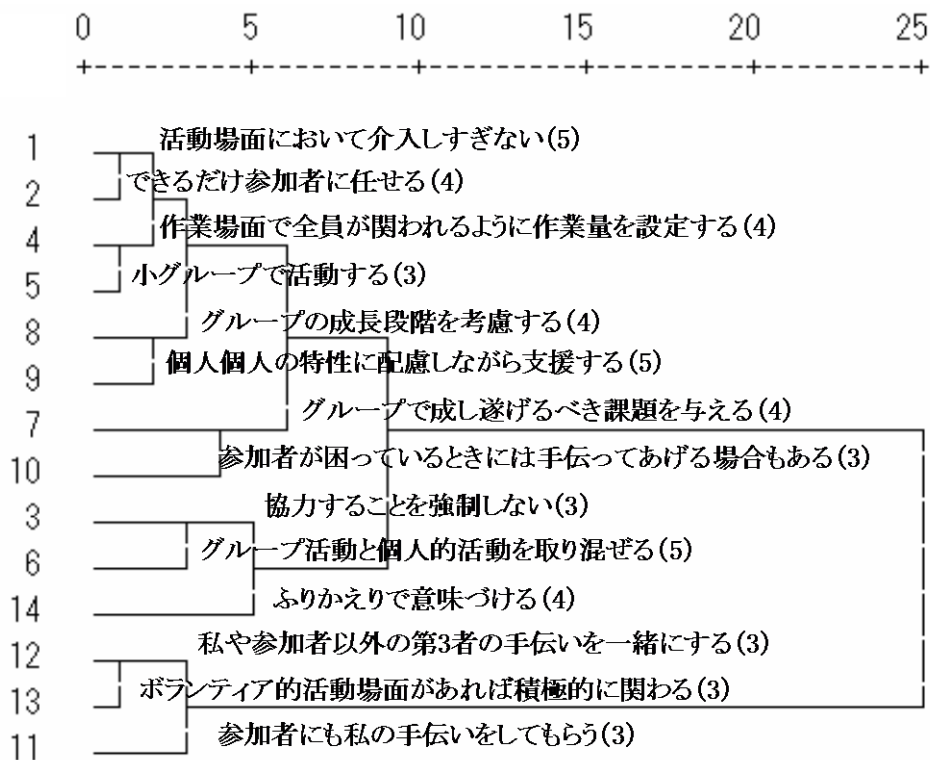 0 5 10 15 20 25
+---------+---------+---------+---------+---------+
1 活動場面において介入しすぎない(5)
2 できるだけ参加者に任せる(4)
4 作業場面で全員が関われるように作業量を設定する(4)
5 小グループで活動する(3)
8 グループの成長段階を考慮する(4)
9 個人個人の特性に配慮しながら支援する(5)
7 グループで成し遂げるべき課題を与える(4)
10 参加者が困っているときには手伝ってあげる場合もある(3)
3 協力することを強制しない(3)
6 グループ活動と個人的活動を取り混ぜる(5)
14 ふりかえりで意味づける(4)
12 私や参加者以外の第3者の手伝いを一緒にする(3)
13 ボランティア的活動場面があれば積極的に関わる(3)
11 参加者にも私の手伝いをしてもらう(3)